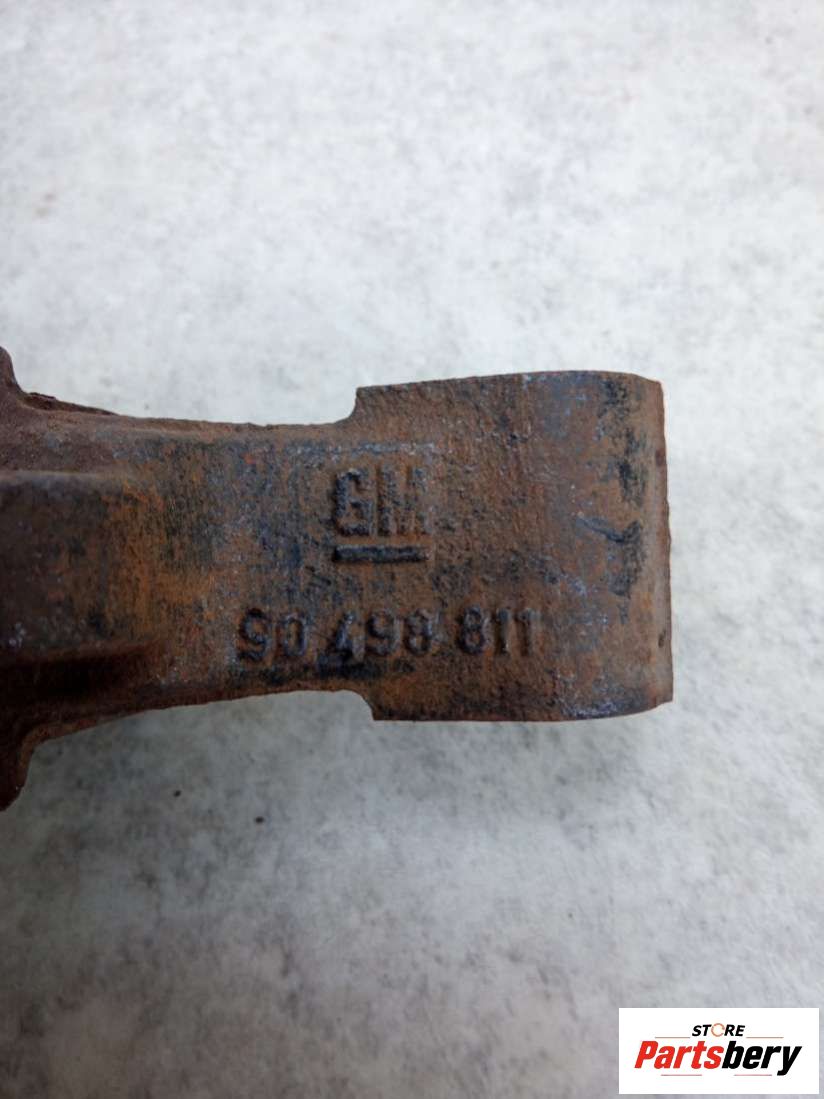 GM
90 498 811
STORE
Partsbery